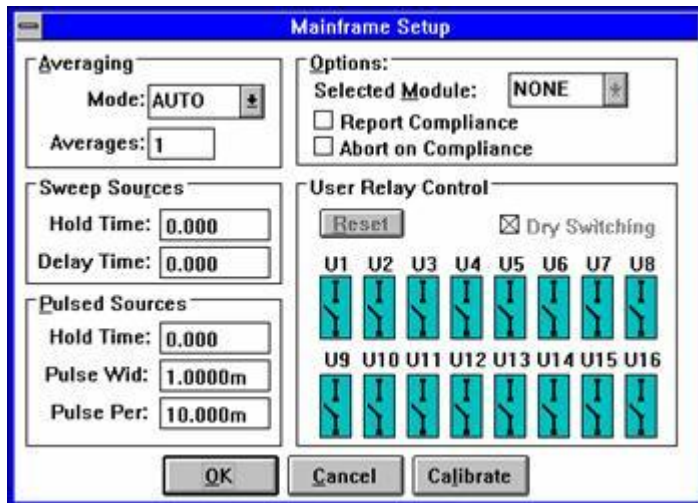 Mainframe Setup
Averaging
Mode: AUTO
Averages: 1
Options:
Selected Module: NONE
Report Compliance
Abort on Compliance
Sweep Sources
Hold Time: 0.000
Delay Time: 0.000
User Relay Control
Reset
Dry Switching
U1 U2 U3 U4 U5 U6 U7 U8
U9 U10 U11 U12 U13 U14 U15 U16
Pulsed Sources
Hold Time: 0.000
Pulse Wid: 1.0000m
Pulse Per: 10.000m
OK Cancel Calibrate